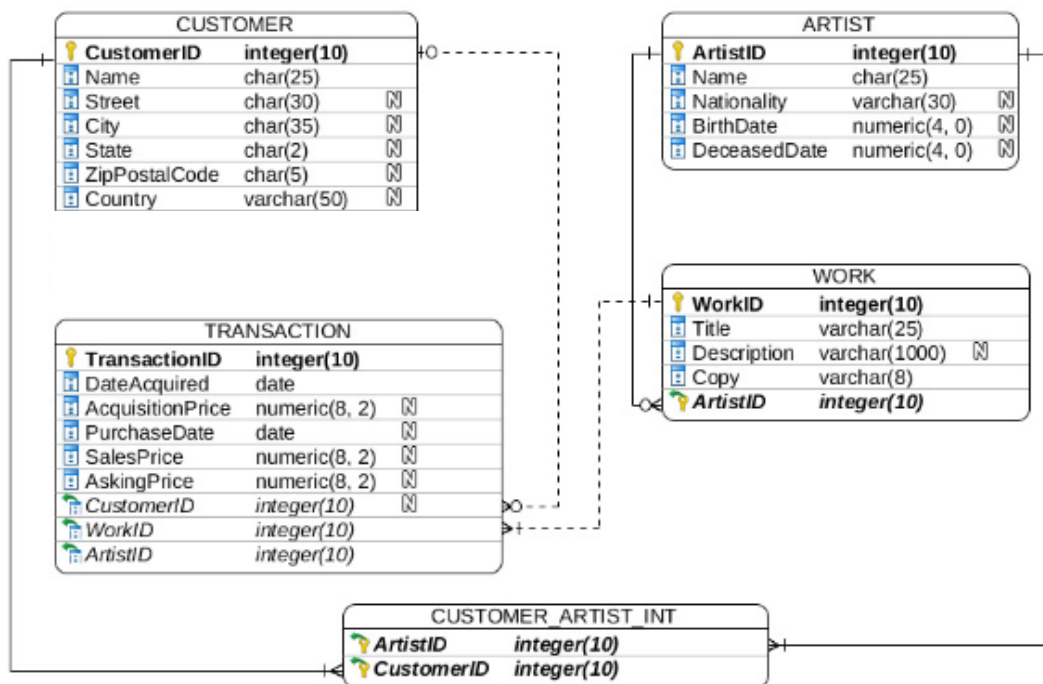 CUSTOMER
CustomerID integer(10)
Name char(25)
Street char(30) N
City char(35) N
State char(2) N
ZipPostalCode char(5) N
Country varchar(50) N
ARTIST
ArtistID integer(10)
Name char(25)
Nationality varchar(30) N
BirthDate numeric(4, 0) N
DeceasedDate numeric(4, 0) N
WORK
WorkID integer(10)
Title varchar(25)
Description varchar(1000) N
Copy varchar(8)
ArtistID integer(10)
TRANSACTION
TransactionID integer(10)
DateAcquired date
AcquisitionPrice numeric(8, 2) N
PurchaseDate date N
SalesPrice numeric(8, 2) N
AskingPrice numeric(8, 2) N
CustomerID integer(10) N
WorkID integer(10)
ArtistID integer(10)
CUSTOMER_ARTIST_INT
ArtistID integer(10)
CustomerID integer(10)